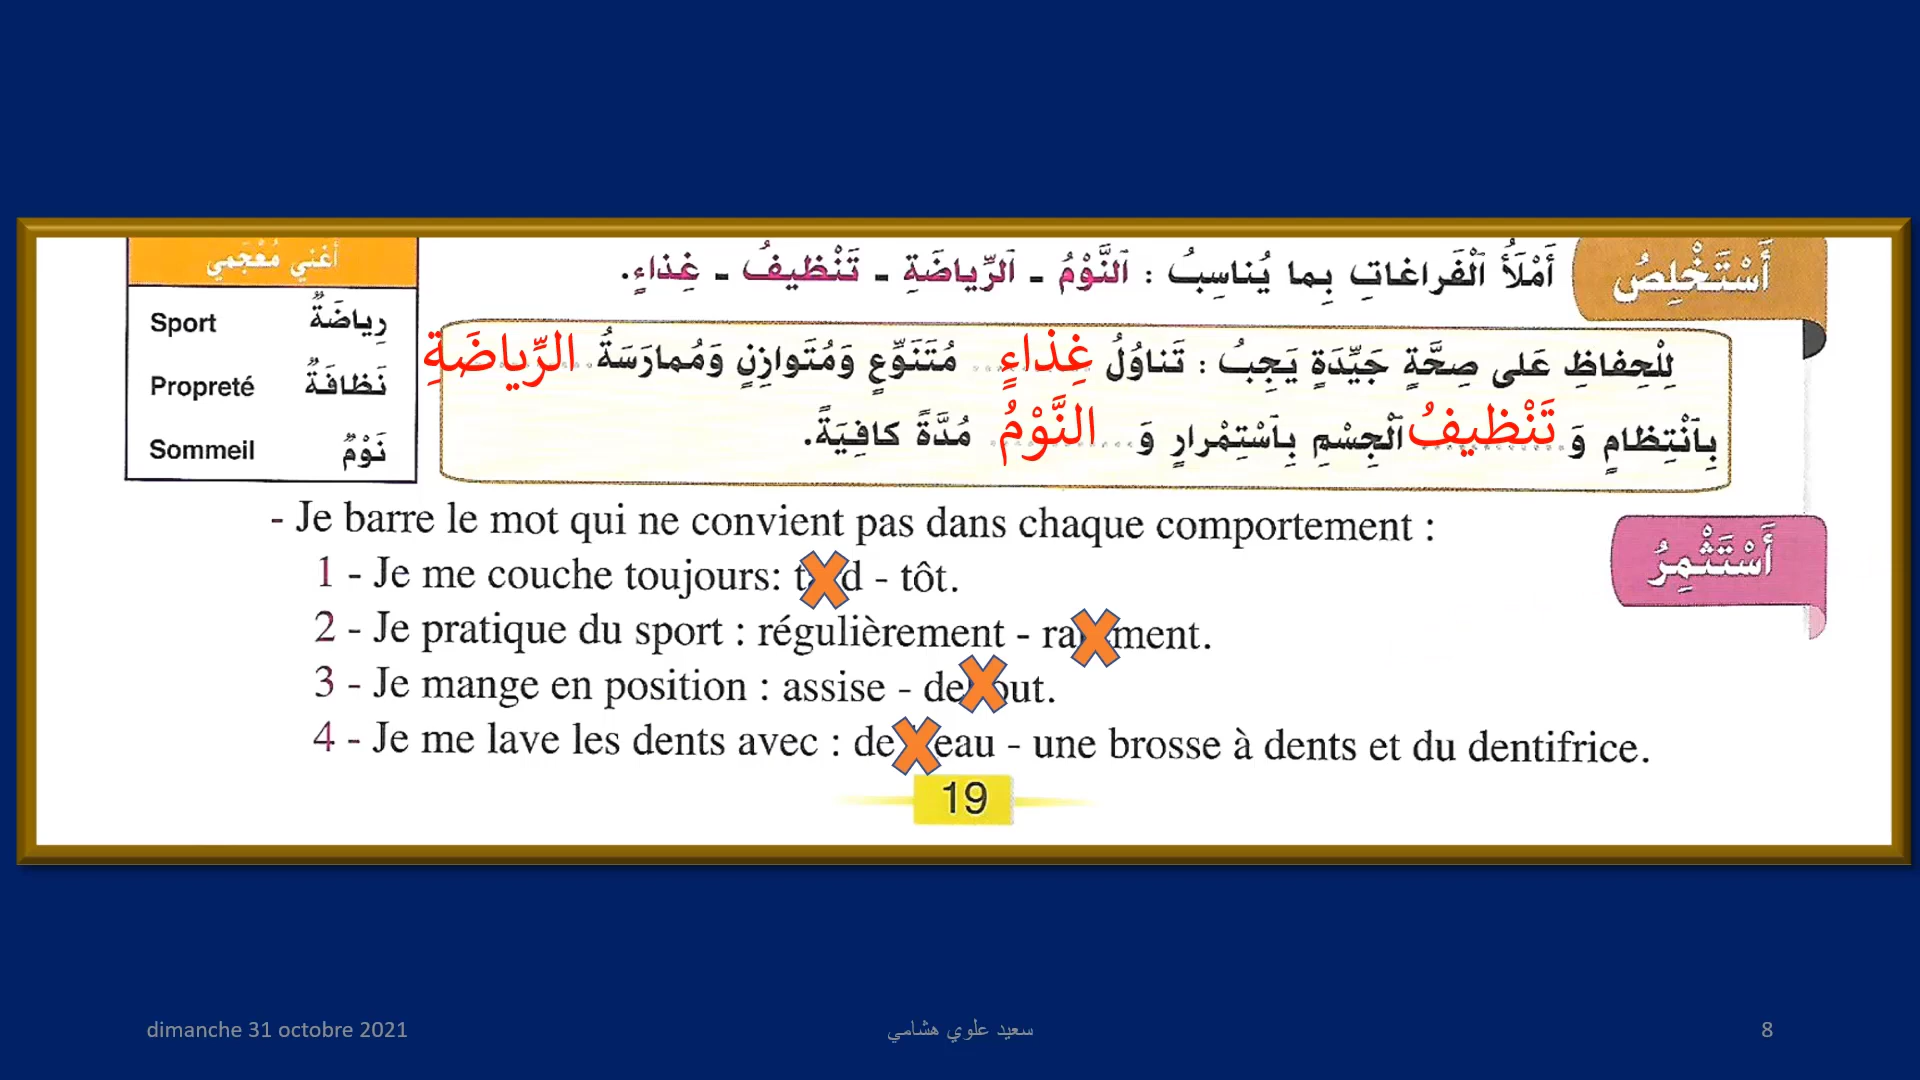 أَسْتَخْلِصُ
أَمْلَأُ ٱلْفَراغاتِ بِما يُناسِبُ : ٱلنَّوْمُ - ٱلرِّياضَةِ - تَنْظيفُ - غِذاءٍ.
لِلْحِفاظِ عَلى صِحَّةٍ جَيِّدَةٍ يَجِبُ : تَناوُلُ غِذاءٍ مُتَنَوِّعٍ وَمُتَوازِنٍ وَمُمارَسَةُ الرِّياضَةِ
بِٱنْتِظامٍ وَ تَنْظيفُ ٱلْجِسْمِ بِٱسْتِمْرارٍ وَ النَّوْمُ مُدَّةً كافِيَةً.
أُغْني مُعْجَمي
Sport رِياضَةٌ
Propreté نَظافَةٌ
Sommeil نَوْمٌ
أَسْتَثْمِرُ
- Je barre le mot qui ne convient pas dans chaque comportement :
1 - Je me couche toujours: tard - tôt.
2 - Je pratique du sport : régulièrement - rarement.
3 - Je mange en position : assise - debout.
4 - Je me lave les dents avec : de l'eau - une brosse à dents et du dentifrice.
19
dimanche 31 octobre 2021
سعيد علوي هشامي
8